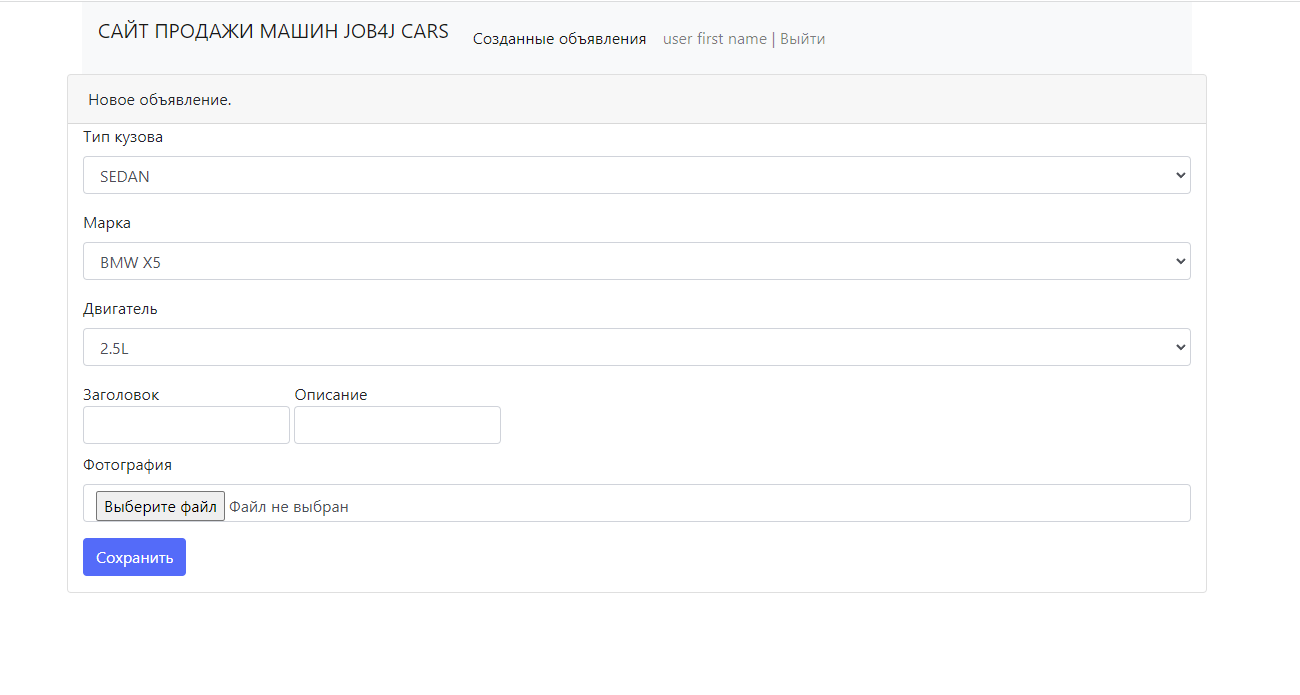 САЙТ ПРОДАЖИ МАШИН JOB4J CARS Созданные объявления user first name | Выйти
Новое объявление.
Тип кузова
SEDAN
Марка
BMW X5
Двигатель
2.5L
Заголовок Описание
Фотография
Выберите файл Файл не выбран
Сохранить